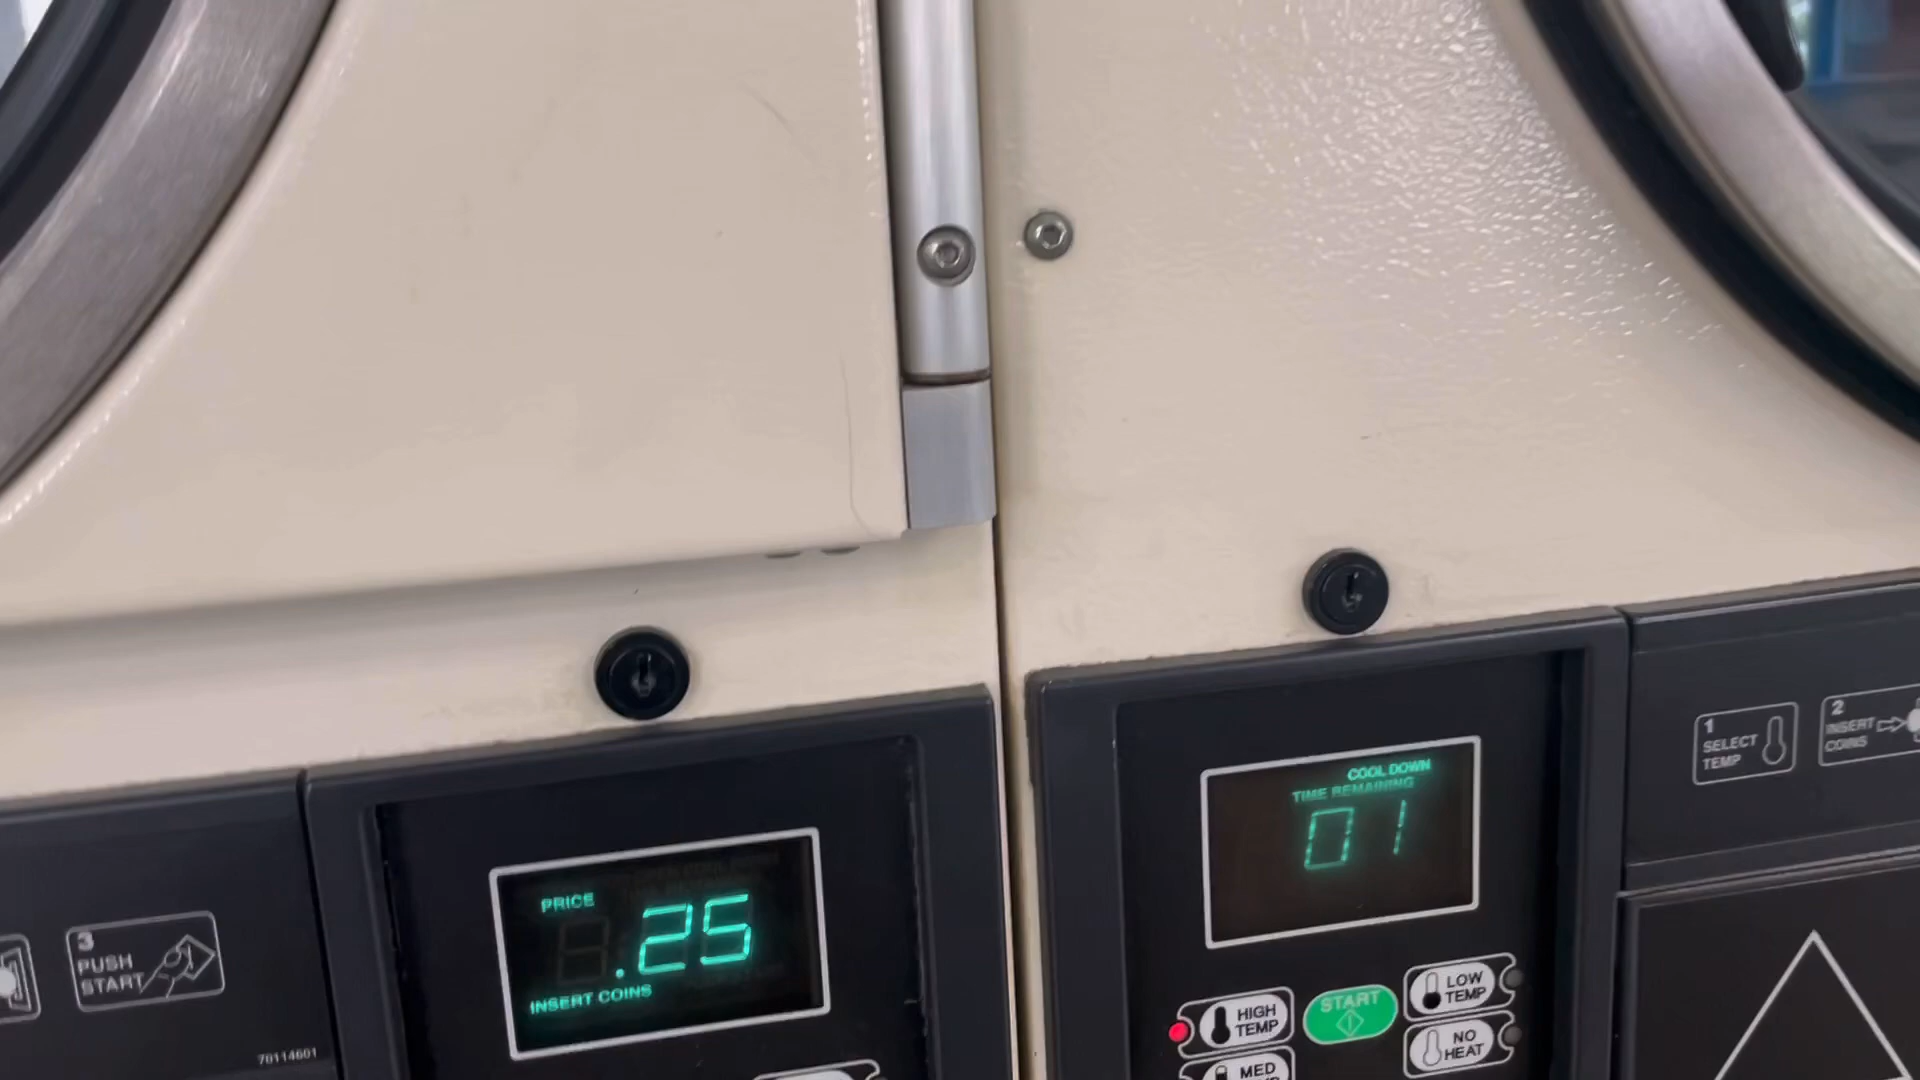 PRICE
.25
INSERT COINS
3
PUSH
START
70114601
COOL DOWN
TIME REMAINING
01
HIGH
TEMP
START
LOW
TEMP
NO
HEAT
MED
1
SELECT
TEMP
2
INSERT
COINS